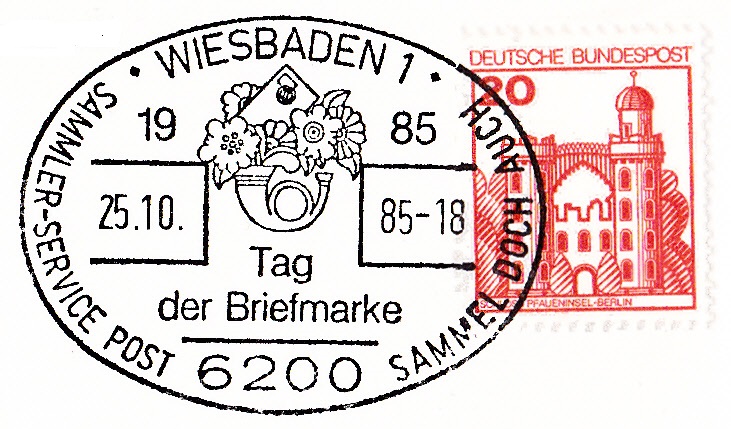 WIESBADEN 1
SAMMLER-SERVICE POST
SAMMEL DOCH AUCH
19 85
25.10. 85-18
Tag
der Briefmarke
6200
DEUTSCHE BUNDESPOST
20
PFAUENINSEL-BERLIN